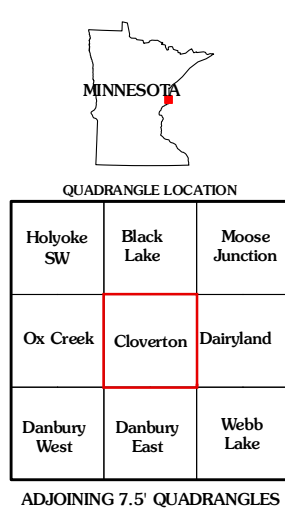 MINNESOTA
QUADRANGLE LOCATION
Holyoke
SW
Black
Lake
Moose
Junction
Ox Creek
Cloverton
Dairyland
Danbury
West
Danbury
East
Webb
Lake
ADJOINING 7.5' QUADRANGLES